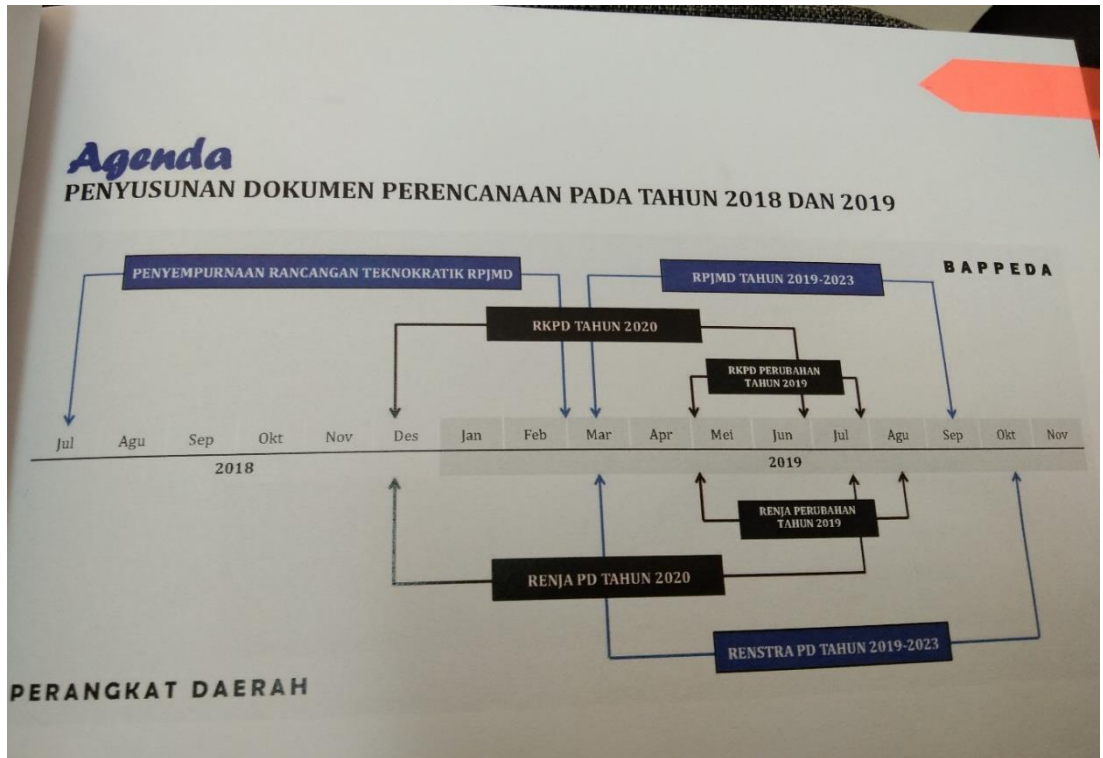 Agenda
PENYUSUNAN DOKUMEN PERENCANAAN PADA TAHUN 2018 DAN 2019
PENYEMPURNAAN RANCANGAN TEKNOKRATIK RPJMD
RPJMD TAHUN 2019-2023
BAPPEDA
RKPD TAHUN 2020
RKPD PERUBAHAN
TAHUN 2019
Jul Agu Sep Okt Nov Des Jan Feb Mar Apr Mei Jun Jul Agu Sep Okt Nov
2018 2019
RENJA PERUBAHAN
TAHUN 2019
RENJA PD TAHUN 2020
RENSTRA PD TAHUN 2019-2023
PERANGKAT DAERAH